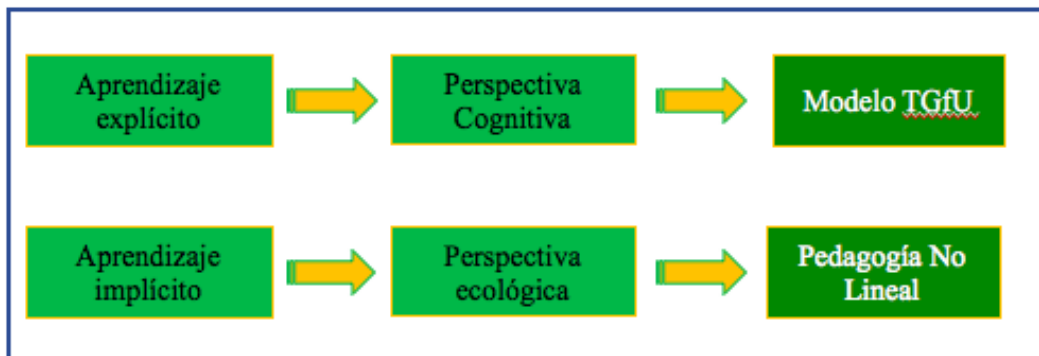 Aprendizaje
explícito
Perspectiva
Cognitiva
Modelo TGfU
Aprendizaje
implícito
Perspectiva
ecológica
Pedagogía No
Lineal